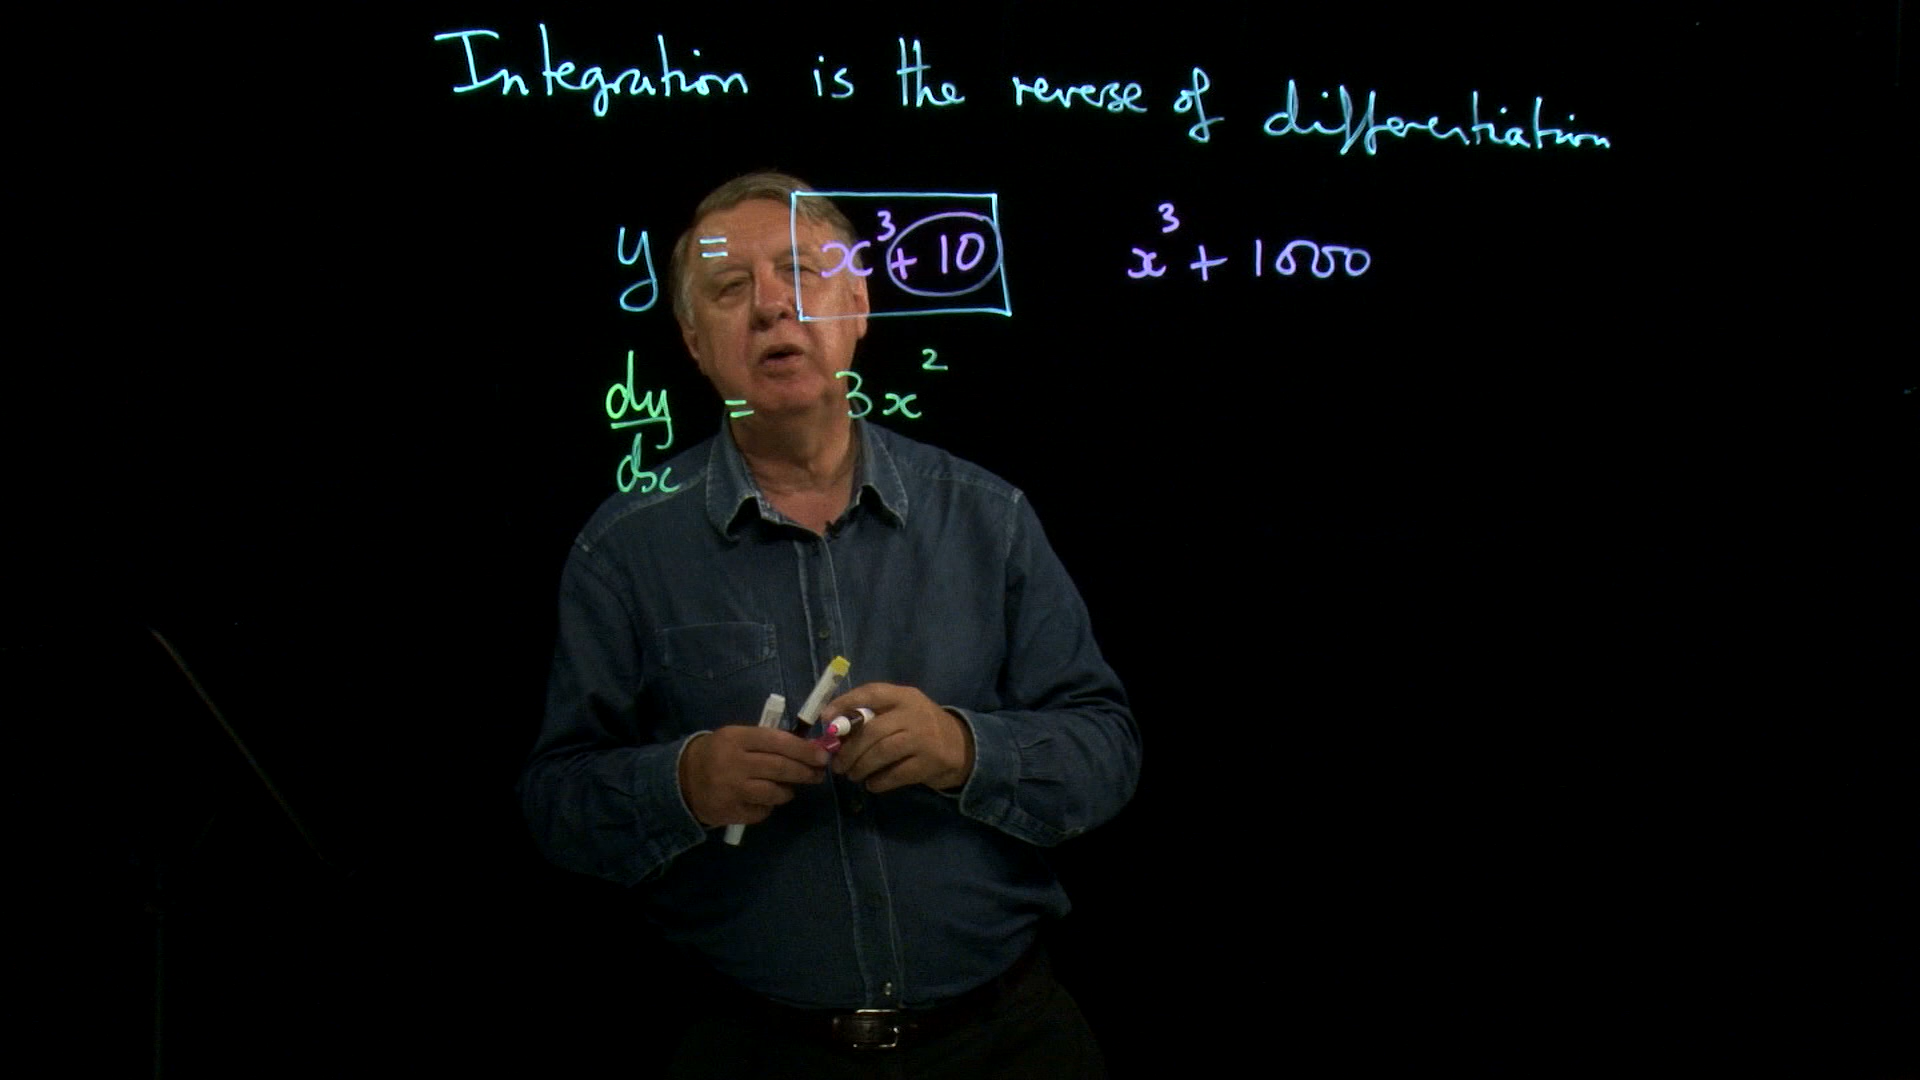 Integration is the reverse of differentiation
y = x³ + 10 x³ + 1000
dy/dx = 3x²